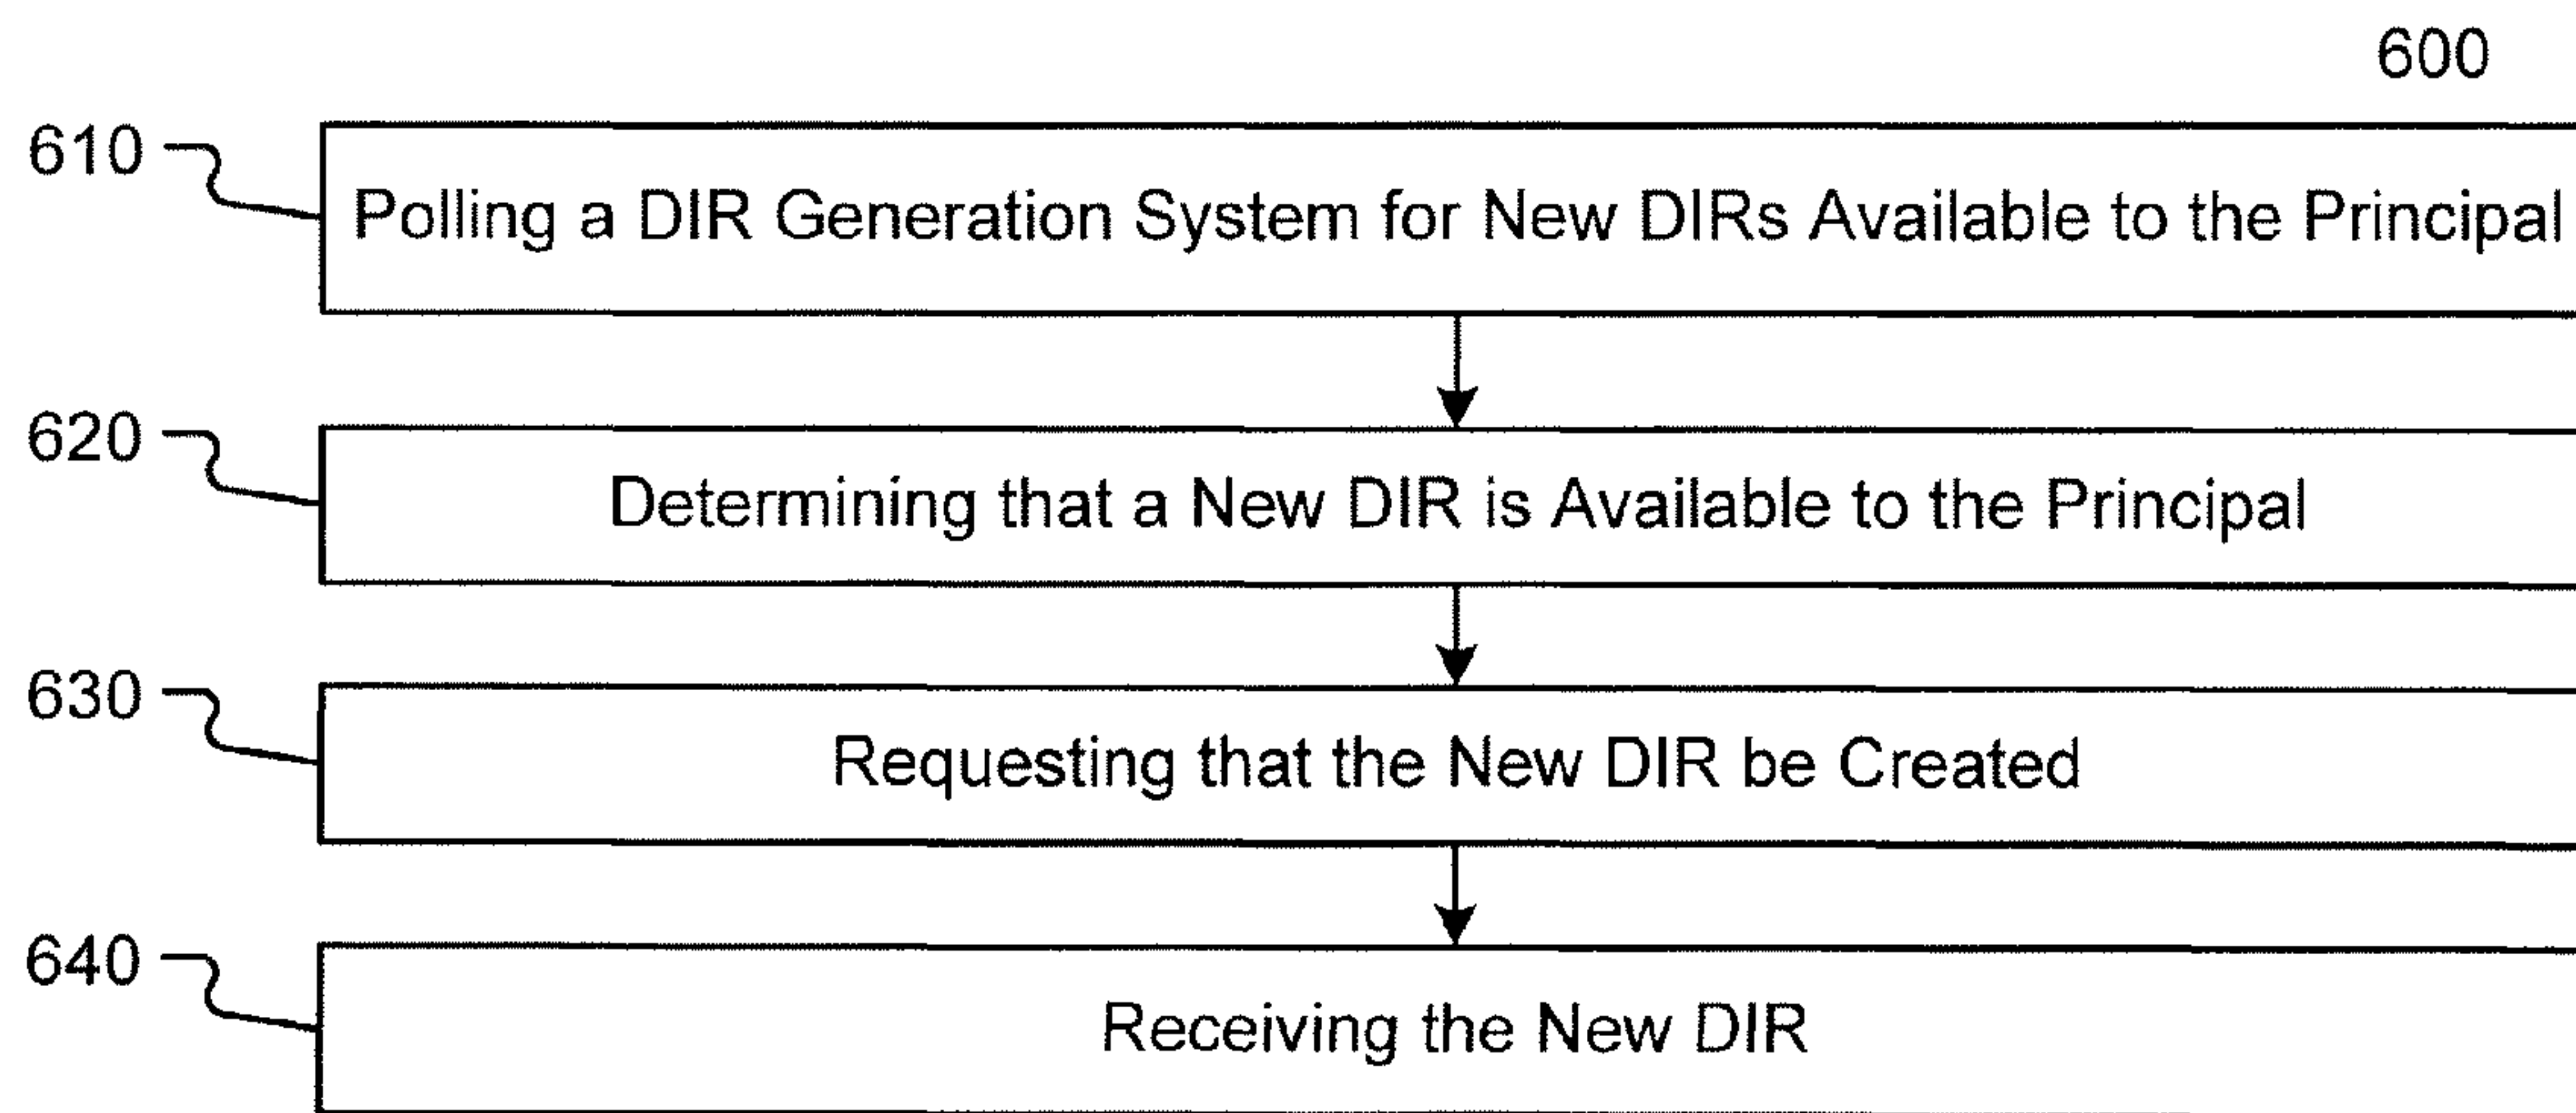 600
610
Polling a DIR Generation System for New DIRs Available to the Principal
620
Determining that a New DIR is Available to the Principal
630
Requesting that the New DIR be Created
640
Receiving the New DIR